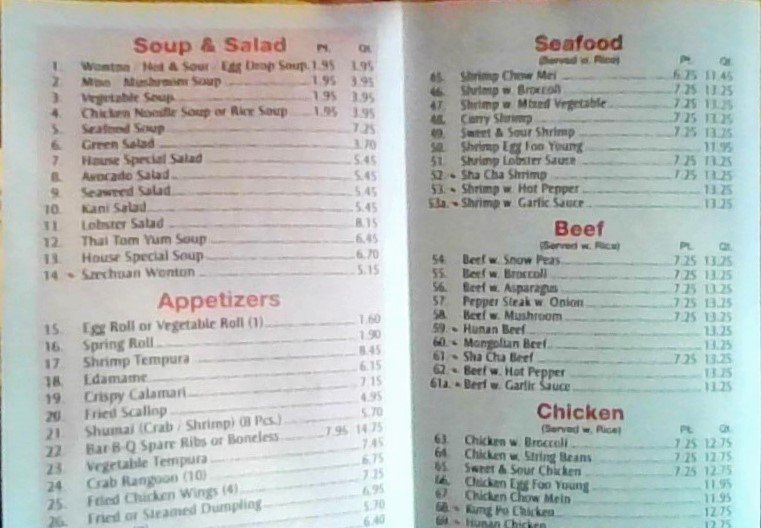 Soup & Salad Pt. Qt.
1. Wonton / Hot & Sour / Egg Drop Soup 1.95 3.95
2. Miso / Mushroom Soup 1.95 3.95
3. Vegetable Soup 1.95 3.95
4. Chicken Noodle Soup or Rice Soup 1.95 3.95
5. Seafood Soup 7.25
6. Green Salad 3.70
7. House Special Salad 5.45
8. Avocado Salad 5.45
9. Seaweed Salad 5.45
10. Kani Salad 5.45
11. Lobster Salad 8.15
12. Thai Tom Yum Soup 6.45
13. House Special Soup 6.70
14. Szechuan Wonton 5.15
Appetizers
15. Egg Roll or Vegetable Roll (1) 1.60
16. Spring Roll 1.90
17. Shrimp Tempura 8.45
18. Edamame 6.15
19. Crispy Calamari 7.15
20. Fried Scallop 4.95
21. Shumai (Crab / Shrimp) (8 Pcs.) 5.70
22. Bar-B-Q Spare Ribs or Boneless 7.95 14.75
23. Vegetable Tempura 7.45
24. Crab Rangoon (10) 6.75
25. Fried Chicken Wings (4) 7.25
26. Fried or Steamed Dumpling 6.95
5.70
6.40
Seafood
(Served w. Rice) Pt. Qt.
45. Shrimp Chow Mei 6.25 11.45
46. Shrimp w. Broccoli 7.25 13.25
47. Shrimp w. Mixed Vegetable 7.25 13.25
48. Curry Shrimp 7.25 13.25
49. Sweet & Sour Shrimp 7.25 13.25
50. Shrimp Egg Foo Young 11.95
51. Shrimp Lobster Sauce 7.25 13.25
52. Sha Cha Shrimp 7.25 13.25
53. Shrimp w. Hot Pepper 13.25
53a. Shrimp w. Garlic Sauce 13.25
Beef
(Served w. Rice) Pt. Qt.
54. Beef w. Snow Peas 7.25 13.25
55. Beef w. Broccoli 7.25 13.25
56. Beef w. Asparagus 7.25 13.25
57. Pepper Steak w. Onion 7.25 13.25
58. Beef w. Mushroom 7.25 13.25
59. Hunan Beef 13.25
60. Mongolian Beef 13.25
61. Sha Cha Beef 7.25 13.25
62. Beef w. Hot Pepper 13.25
61a. Beef w. Garlic Sauce 13.25
Chicken
(Served w. Rice) Pt. Qt.
63. Chicken w. Broccoli 7.25 12.75
64. Chicken w. String Beans 7.25 12.75
65. Sweet & Sour Chicken 7.25 12.75
66. Chicken Egg Foo Young 11.95
67. Chicken Chow Mein 11.95
68. Kung Po Chicken 12.75
69. Hunan Chicken 12.75